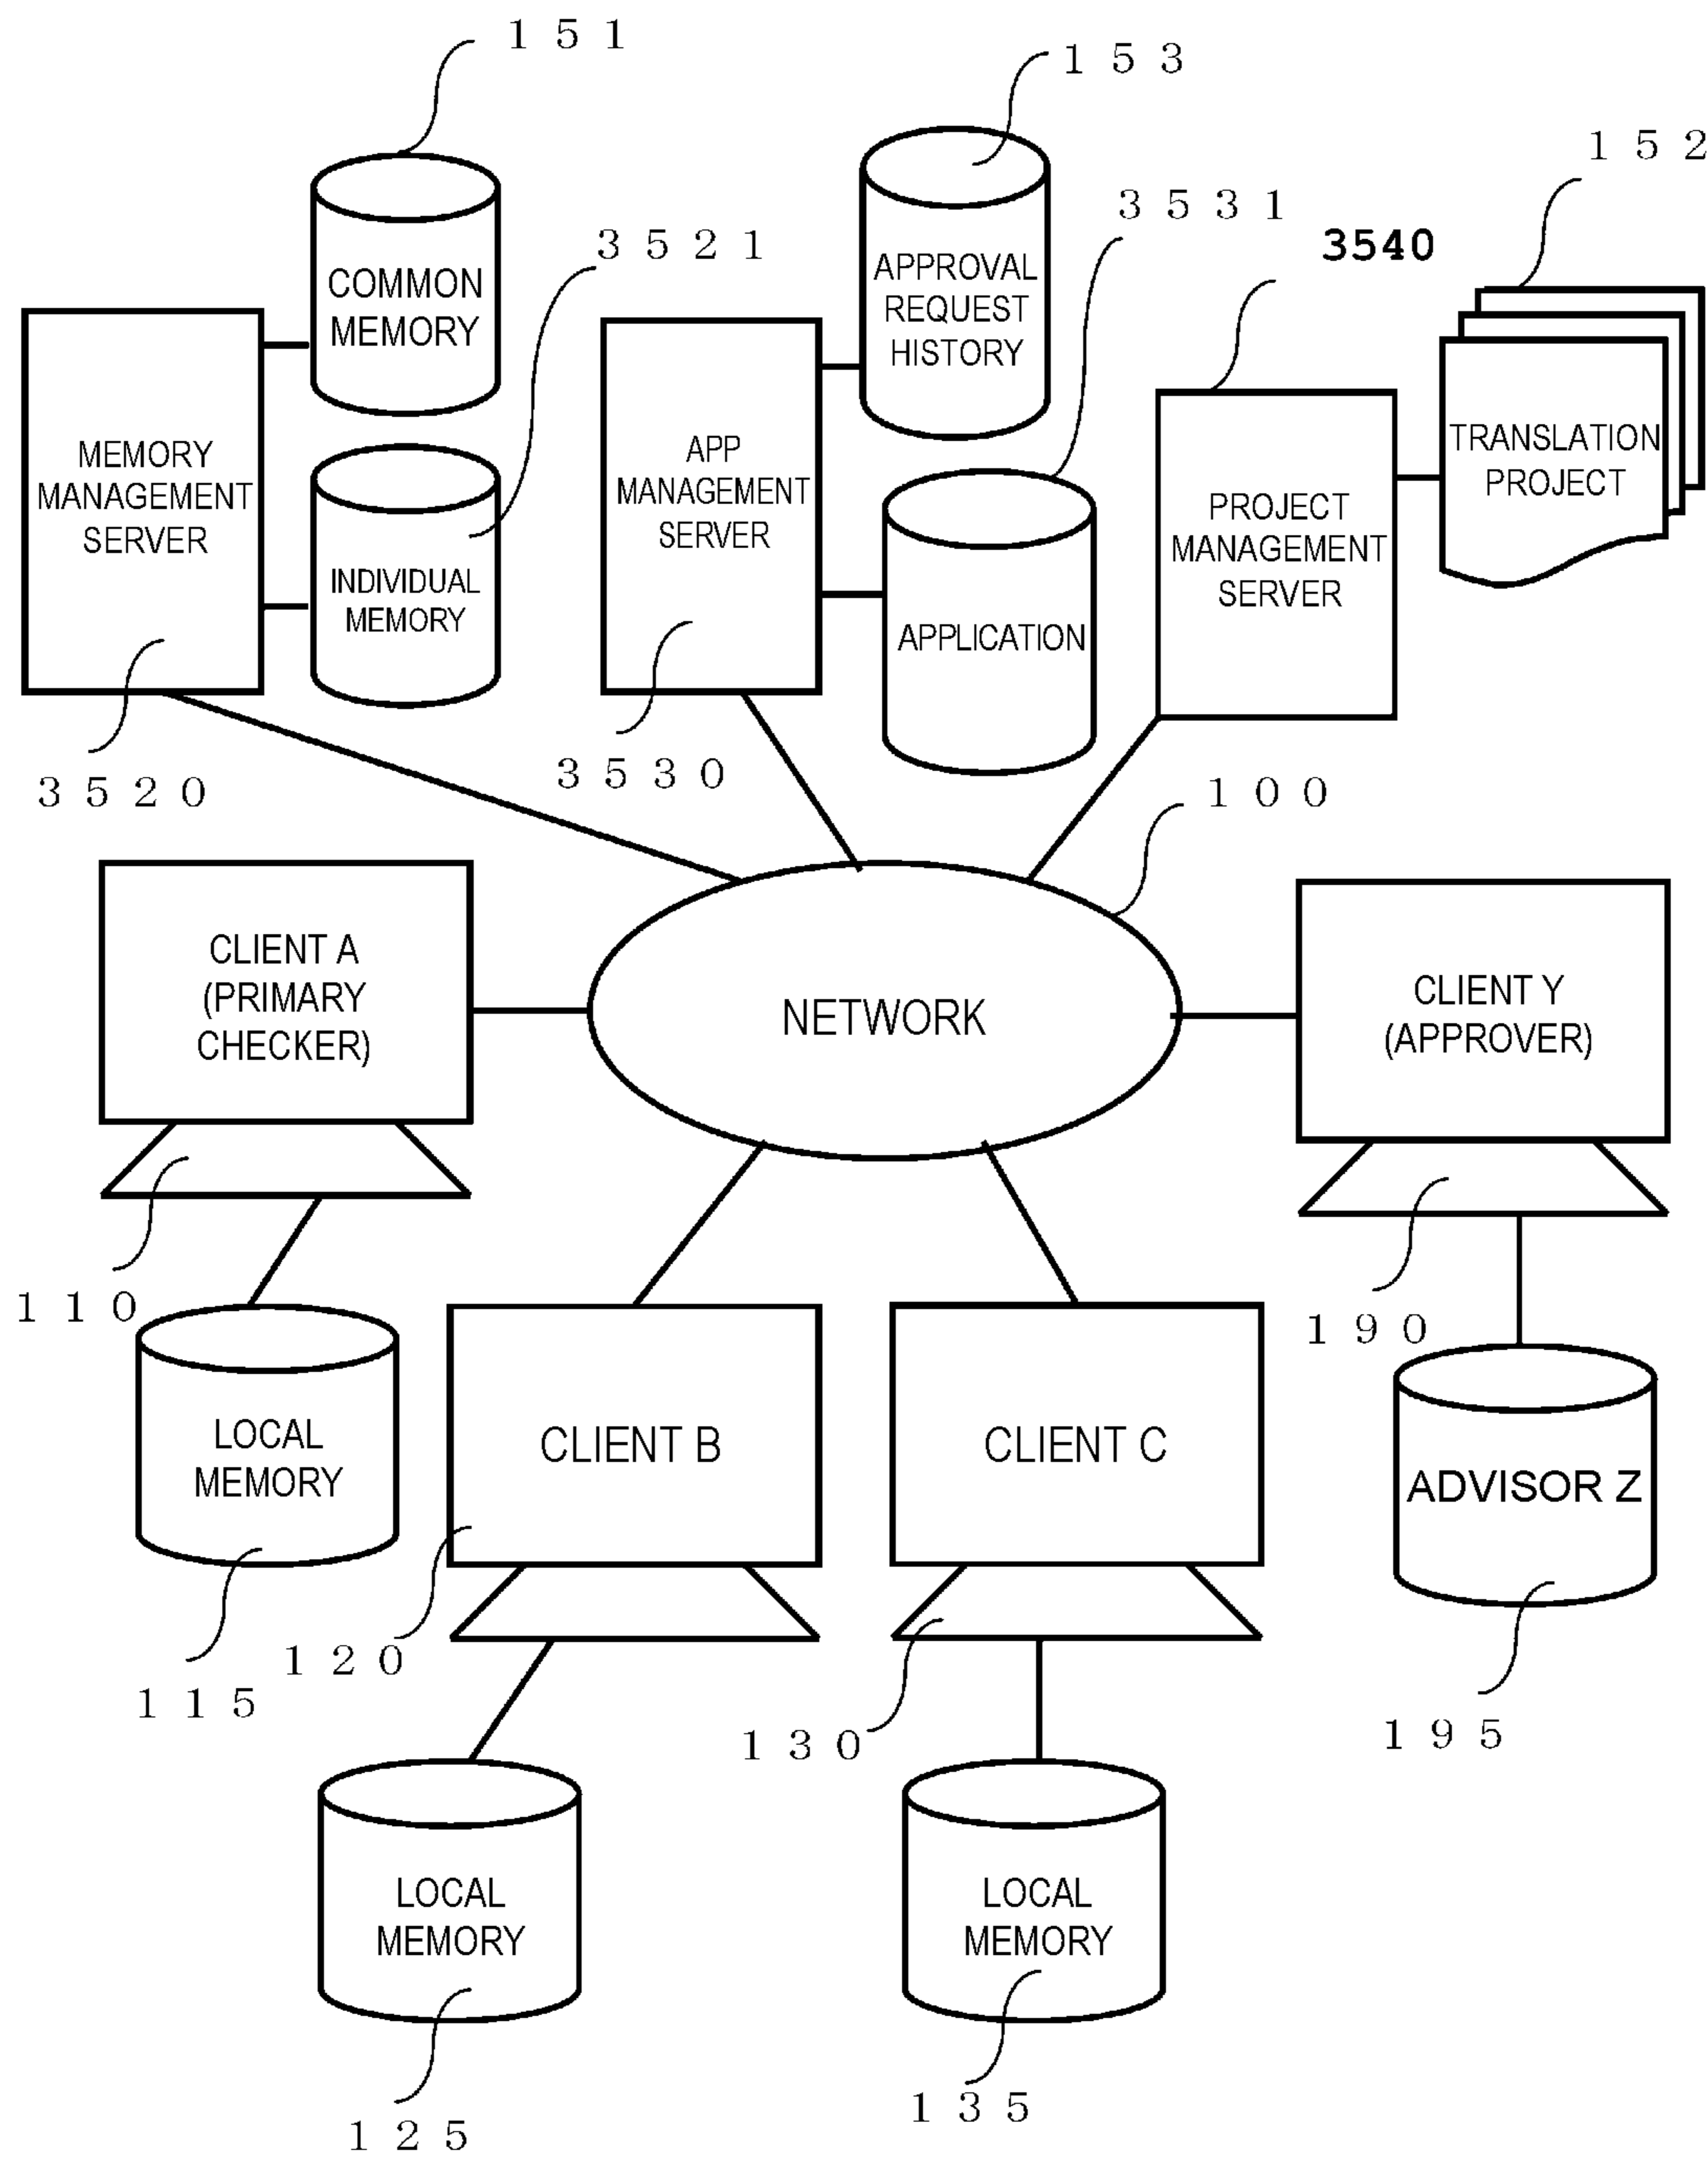 151
153
152
3531
3521
3540
COMMON
MEMORY
APPROVAL
REQUEST
HISTORY
MEMORY
MANAGEMENT
SERVER
APP
MANAGEMENT
SERVER
TRANSLATION
PROJECT
PROJECT
MANAGEMENT
SERVER
INDIVIDUAL
MEMORY
APPLICATION
3520
3530
100
CLIENT A
(PRIMARY
CHECKER)
NETWORK
CLIENT Y
(APPROVER)
110
190
LOCAL
MEMORY
CLIENT B
CLIENT C
ADVISOR Z
120
115
130
195
LOCAL
MEMORY
LOCAL
MEMORY
125
135